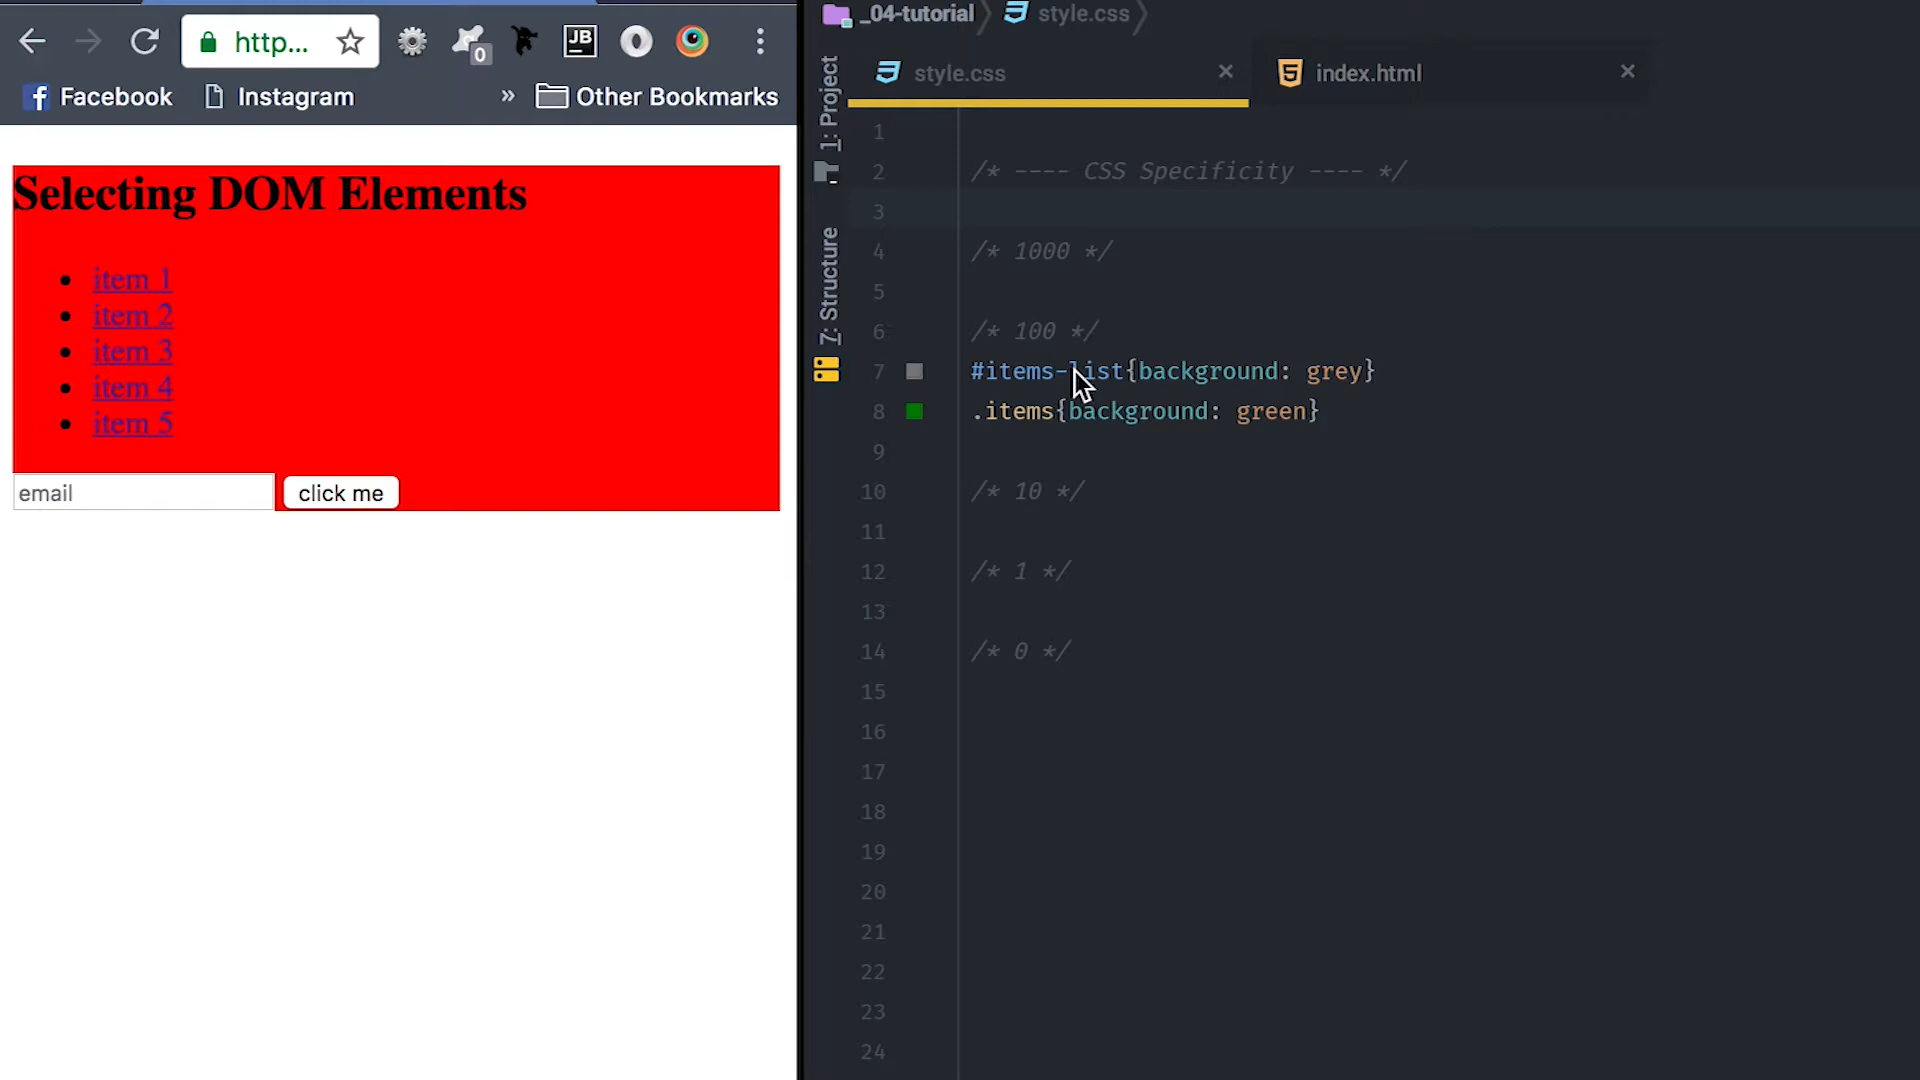 http...
0
JB
Facebook
Instagram
»
Other Bookmarks
Selecting DOM Elements
item 1
item 2
item 3
item 4
item 5
email
click me
_04-tutorial
style.css
style.css
index.html
1: Project
7: Structure
1
2 /* ---- CSS Specificity ---- */
3
4 /* 1000 */
5
6 /* 100 */
7 #items-list{background: grey}
8 .items{background: green}
9
10 /* 10 */
11
12 /* 1 */
13
14 /* 0 */
15
16
17
18
19
20
21
22
23
24